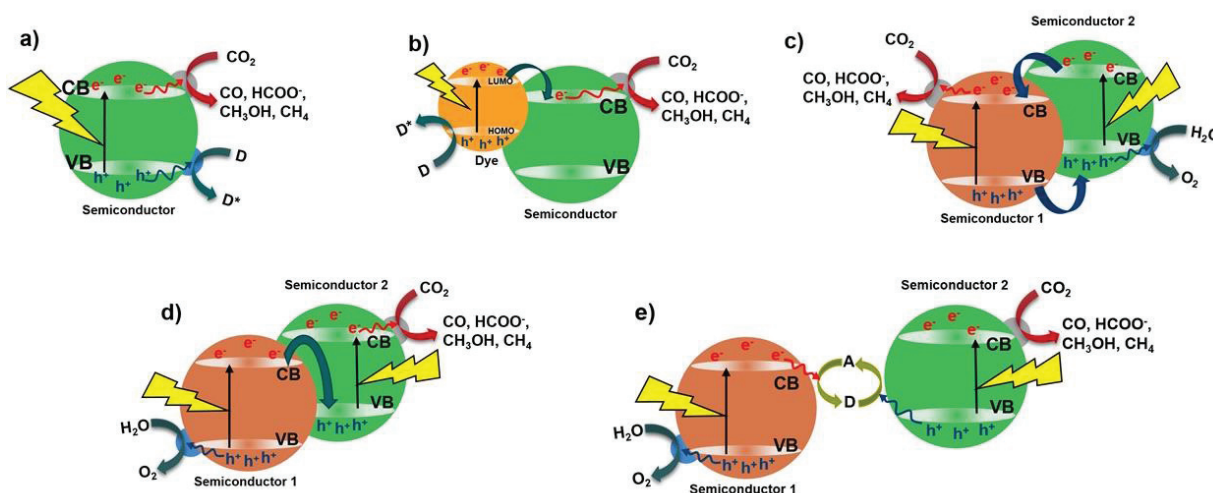 a)
CO₂
e⁻ e⁻ e⁻
CB
CO, HCOO⁻,
CH₃OH, CH₄
VB
h⁺ h⁺ h⁺
D
D*
Semiconductor
b)
CO₂
e⁻ e⁻ e⁻
LUMO
e⁻
CB
CO, HCOO⁻,
CH₃OH, CH₄
D*
HOMO
h⁺ h⁺ h⁺
D
Dye
VB
Semiconductor
c)
Semiconductor 2
CO₂
e⁻ e⁻ e⁻
CB
CO, HCOO⁻,
CH₃OH, CH₄
e⁻ e⁻ e⁻
CB
VB
H₂O
h⁺ h⁺ h⁺
O₂
VB
h⁺ h⁺ h⁺
Semiconductor 1
d)
Semiconductor 2
CO₂
e⁻ e⁻ e⁻
CB
CO, HCOO⁻,
CH₃OH, CH₄
e⁻ e⁻ e⁻
CB
VB
h⁺ h⁺ h⁺
H₂O
VB
h⁺ h⁺ h⁺
O₂
Semiconductor 1
e)
Semiconductor 2
CO₂
e⁻ e⁻ e⁻
CB
CO, HCOO⁻,
CH₃OH, CH₄
e⁻ e⁻ e⁻
CB
A
D
VB
h⁺ h⁺ h⁺
H₂O
VB
h⁺ h⁺ h⁺
O₂
Semiconductor 1